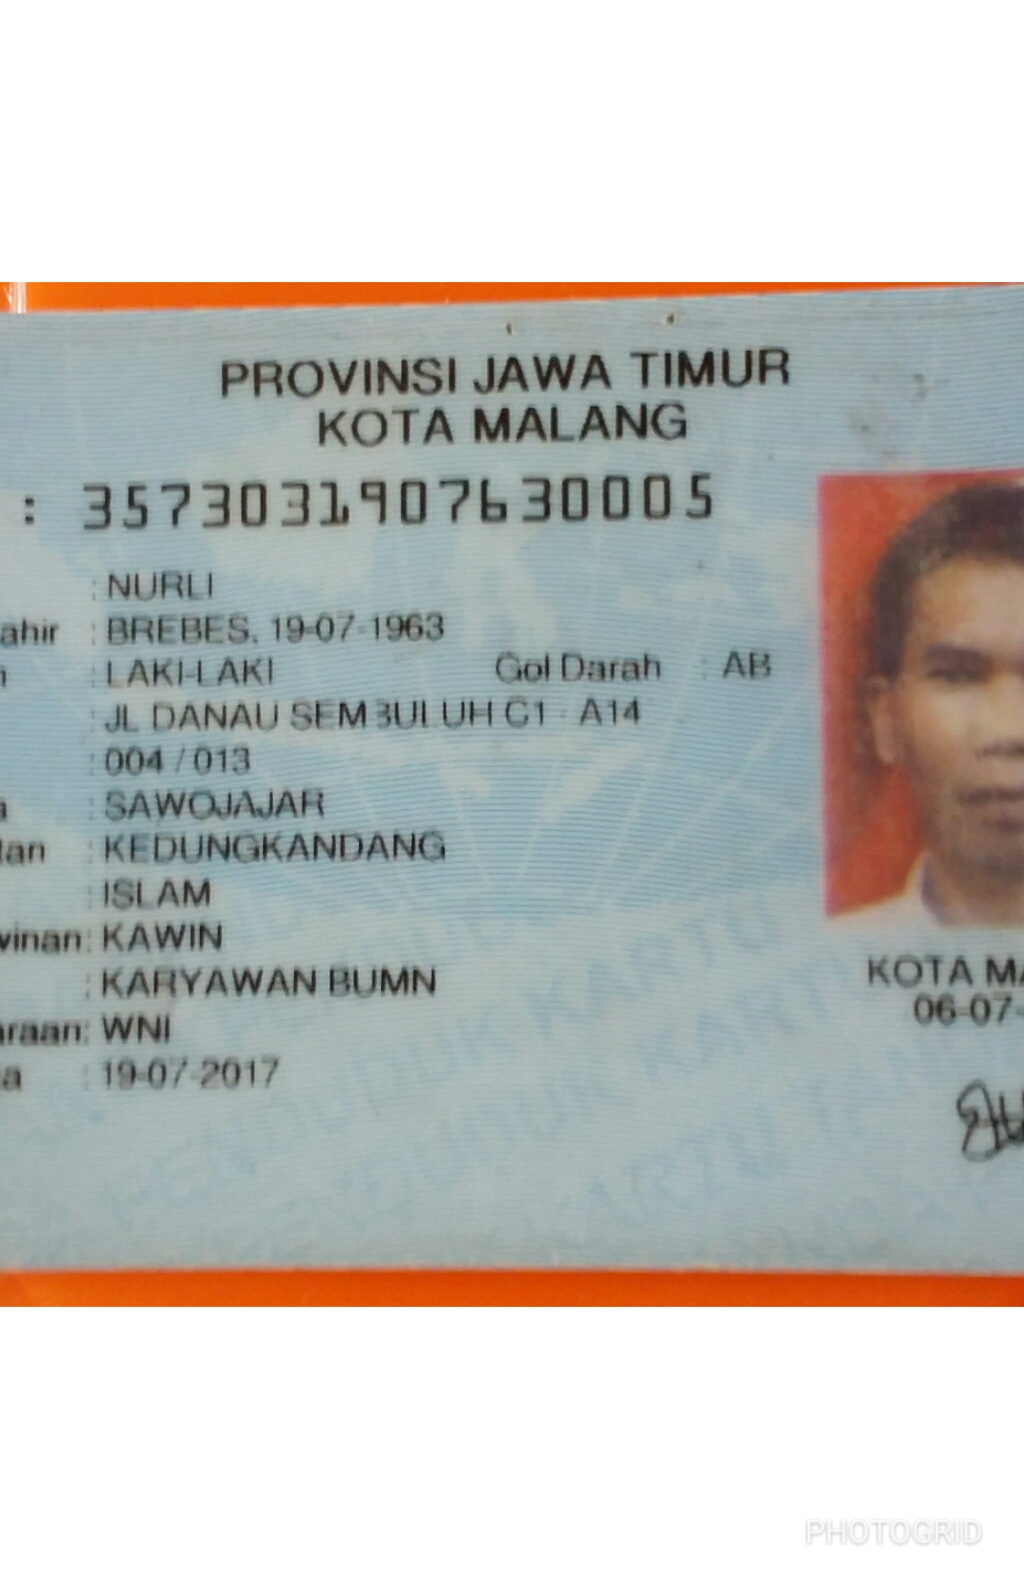 PROVINSI JAWA TIMUR
KOTA MALANG
: 3573031907630005
: NURLI
ahir : BREBES, 19-07-1963
: LAKI-LAKI Gol Darah : AB
: JL DANAU SEMBULUH C1 - A14
: 004 / 013
a : SAWOJAJAR
tan : KEDUNGKANDANG
: ISLAM
winan: KAWIN
: KARYAWAN BUMN
araan: WNI
a : 19-07-2017
KOTA MA
06-07-
PHOTOGRID